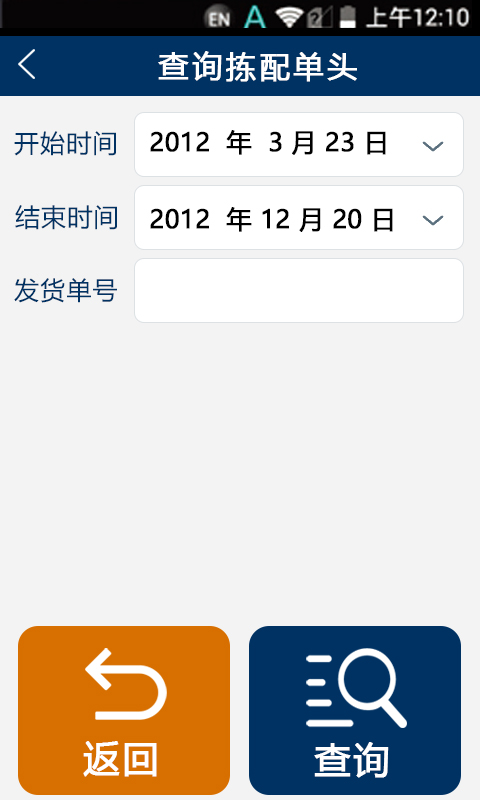 EN A 2 上午12:10
查询拣配单头
开始时间 2012 年 3 月 23 日
结束时间 2012 年 12 月 20 日
发货单号
返回 查询